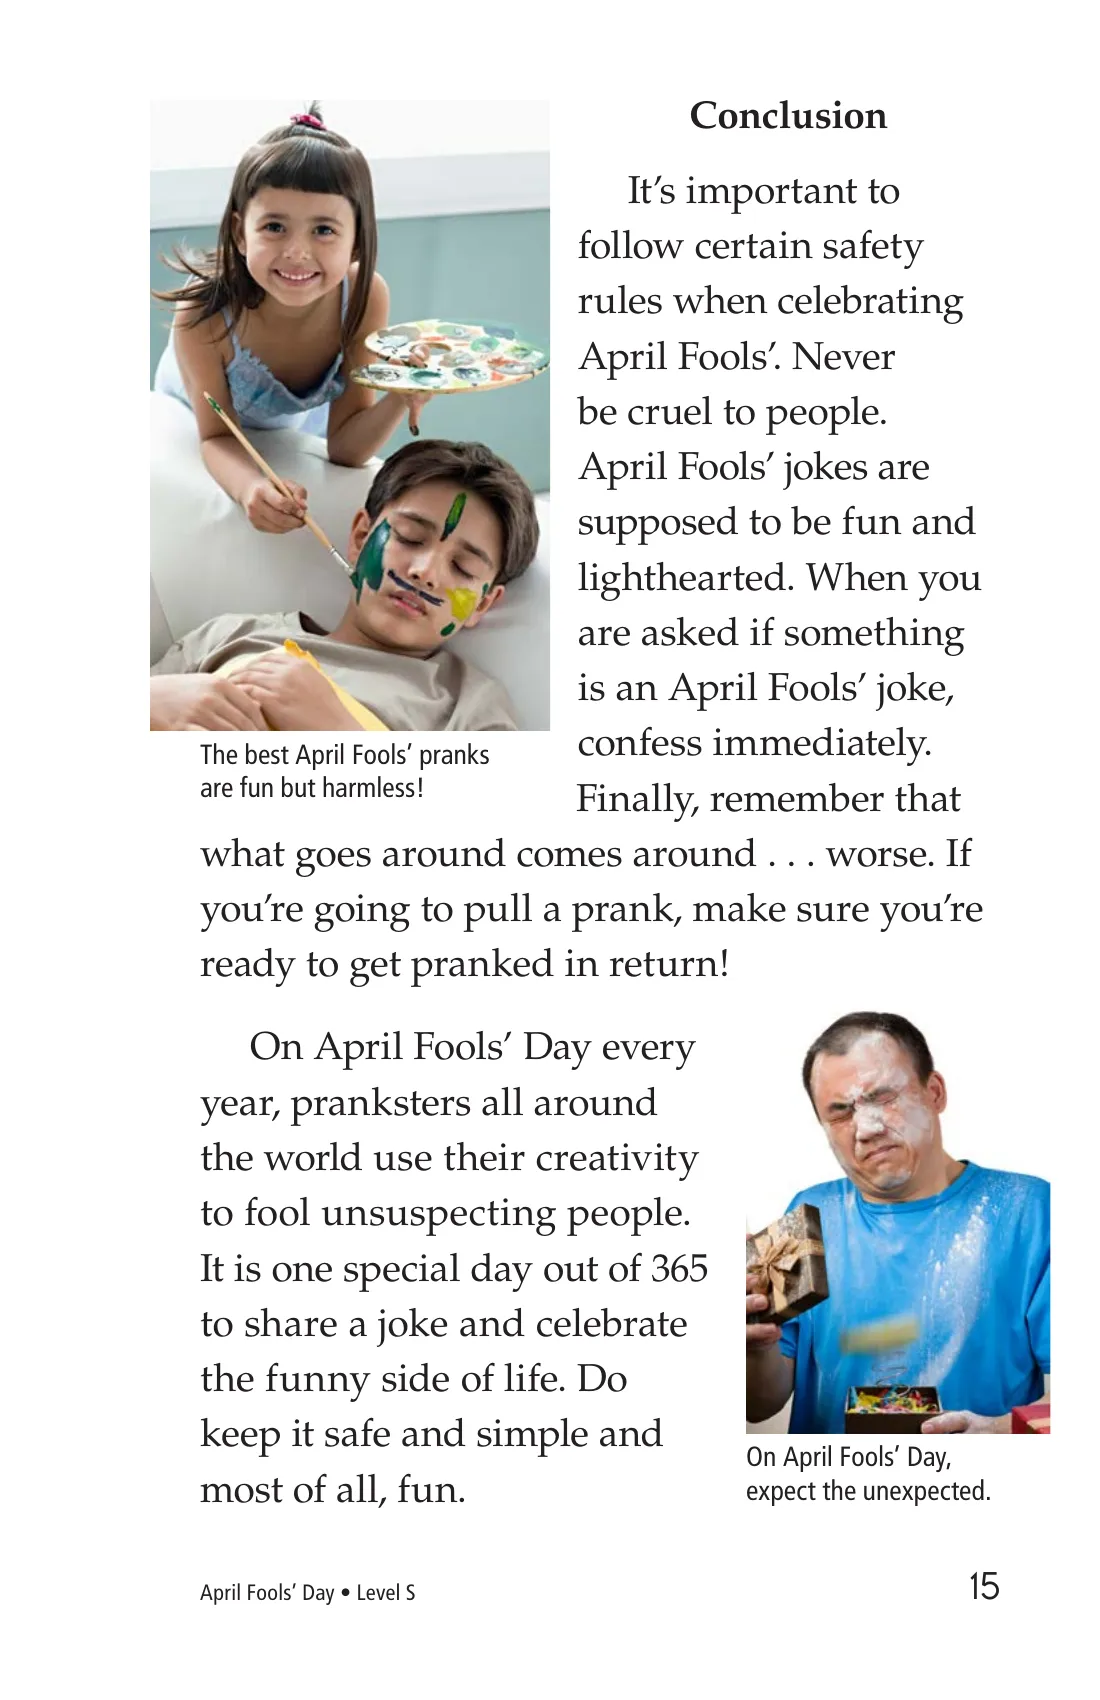 Conclusion
It’s important to
follow certain safety
rules when celebrating
April Fools’. Never
be cruel to people.
April Fools’ jokes are
supposed to be fun and
lighthearted. When you
are asked if something
is an April Fools’ joke,
confess immediately.
Finally, remember that
what goes around comes around . . . worse. If
you’re going to pull a prank, make sure you’re
ready to get pranked in return!
The best April Fools’ pranks
are fun but harmless!
On April Fools’ Day every
year, pranksters all around
the world use their creativity
to fool unsuspecting people.
It is one special day out of 365
to share a joke and celebrate
the funny side of life. Do
keep it safe and simple and
most of all, fun.
On April Fools’ Day,
expect the unexpected.
April Fools’ Day • Level S
15